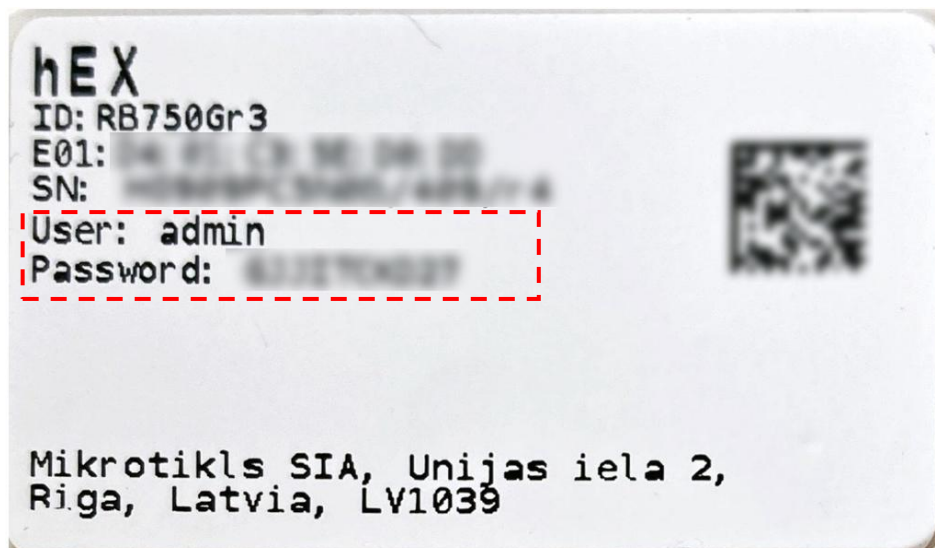 hEX
ID: RB750Gr3
E01:
SN:
User: admin
Password:
Mikrotikls SIA, Unijas iela 2,
Riga, Latvia, LV1039